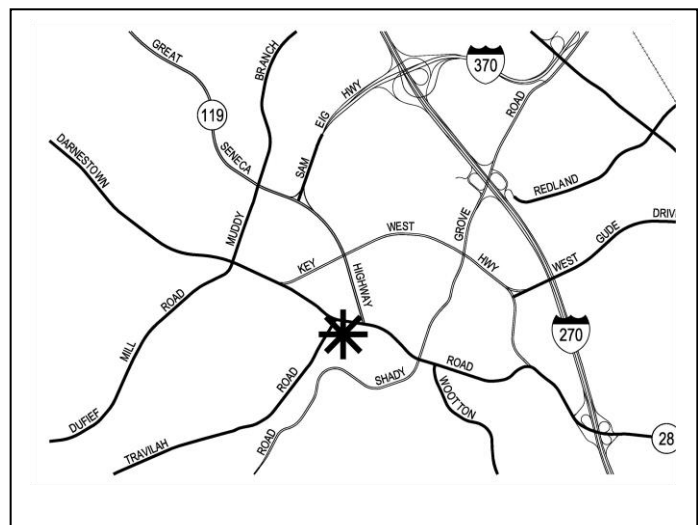 GREAT
SENECA
HIGHWAY
119
MUDDY
BRANCH
SAM
EIG
HWY
370
DARNESTOWN
ROAD
28
KEY
WEST
HWY
SHADY
GROVE
ROAD
REDLAND
WEST
GUDE
DRIVE
270
DUFIEF
MILL
ROAD
TRAVILAH
ROAD
ROAD
WOOTTON